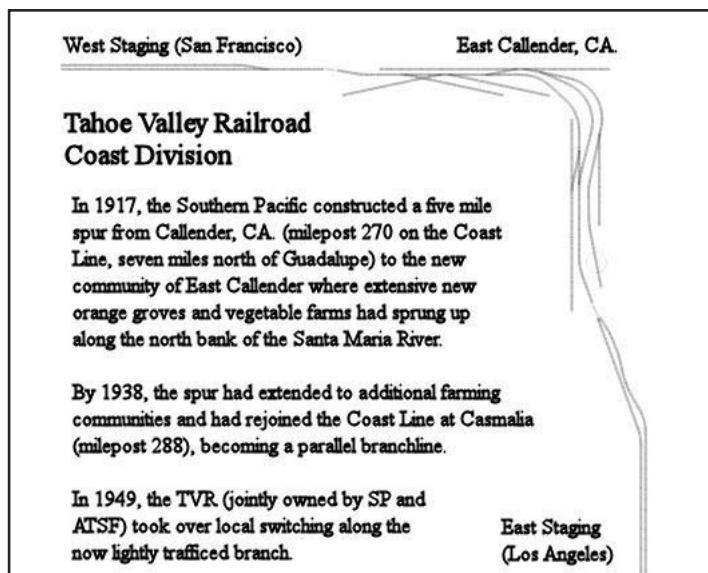 West Staging (San Francisco)
East Callender, CA.
Tahoe Valley Railroad
Coast Division
In 1917, the Southern Pacific constructed a five mile
spur from Callender, CA. (milepost 270 on the Coast
Line, seven miles north of Guadalupe) to the new
community of East Callender where extensive new
orange groves and vegetable farms had sprung up
along the north bank of the Santa Maria River.
By 1938, the spur had extended to additional farming
communities and had rejoined the Coast Line at Casmalia
(milepost 288), becoming a parallel branchline.
In 1949, the TVR (jointly owned by SP and
ATSF) took over local switching along the
now lightly trafficed branch.
East Staging
(Los Angeles)